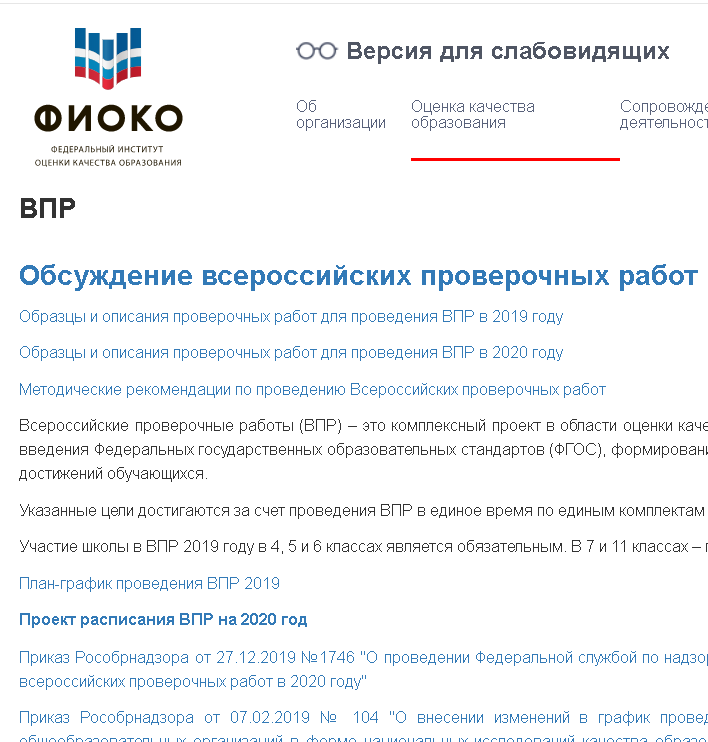 Версия для слабовидящих
ФИОКО
ФЕДЕРАЛЬНЫЙ ИНСТИТУТ
ОЦЕНКИ КАЧЕСТВА ОБРАЗОВАНИЯ
Об
организации
Оценка качества
образования
Сопровожде
деятельност
ВПР
Обсуждение всероссийских проверочных работ
Образцы и описания проверочных работ для проведения ВПР в 2019 году
Образцы и описания проверочных работ для проведения ВПР в 2020 году
Методические рекомендации по проведению Всероссийских проверочных работ
Всероссийские проверочные работы (ВПР) – это комплексный проект в области оценки каче
введения Федеральных государственных образовательных стандартов (ФГОС), формировани
достижений обучающихся.
Указанные цели достигаются за счет проведения ВПР в единое время по единым комплектам
Участие школы в ВПР 2019 году в 4, 5 и 6 классах является обязательным. В 7 и 11 классах –
План-график проведения ВПР 2019
Проект расписания ВПР на 2020 год
Приказ Рособрнадзора от 27.12.2019 №1746 "О проведении Федеральной службой по надзор
всероссийских проверочных работ в 2020 году"
Приказ Рособрнадзора от 07.02.2019 № 104 "О внесении изменений в график провед
общеобразовательных организаций в форме национальных исследований качества образо